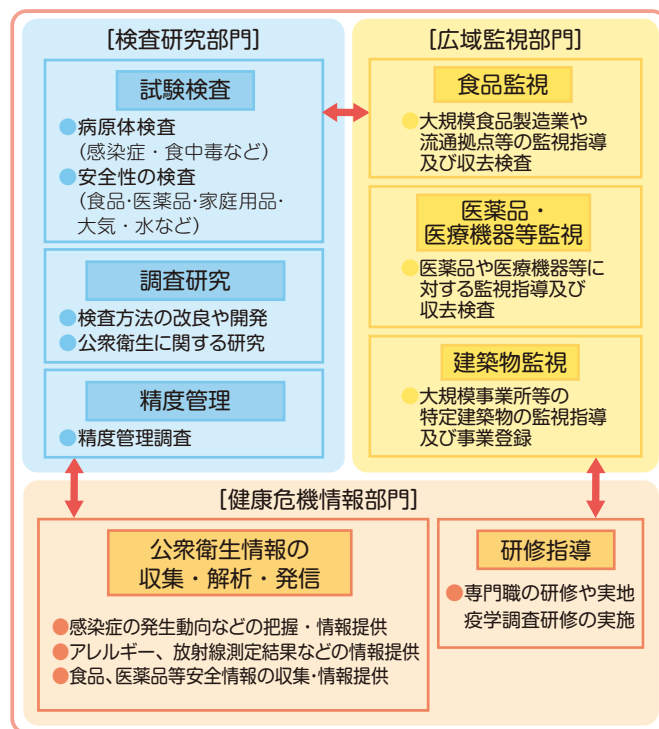 [検査研究部門]
試験検査
●病原体検査
(感染症・食中毒など)
●安全性の検査
(食品・医薬品・家庭用品・
大気・水など)
調査研究
●検査方法の改良や開発
●公衆衛生に関する研究
精度管理
●精度管理調査
[広域監視部門]
食品監視
●大規模食品製造業や
流通拠点等の監視指導
及び収去検査
医薬品・
医療機器等監視
●医薬品や医療機器等に
対する監視指導及び
収去検査
建築物監視
●大規模事業所等の
特定建築物の監視指導
及び事業登録
[健康危機情報部門]
公衆衛生情報の
収集・解析・発信
●感染症の発生動向などの把握・情報提供
●アレルギー、放射線測定結果などの情報提供
●食品、医薬品等安全情報の収集・情報提供
研修指導
●専門職の研修や実地
疫学調査研修の実施